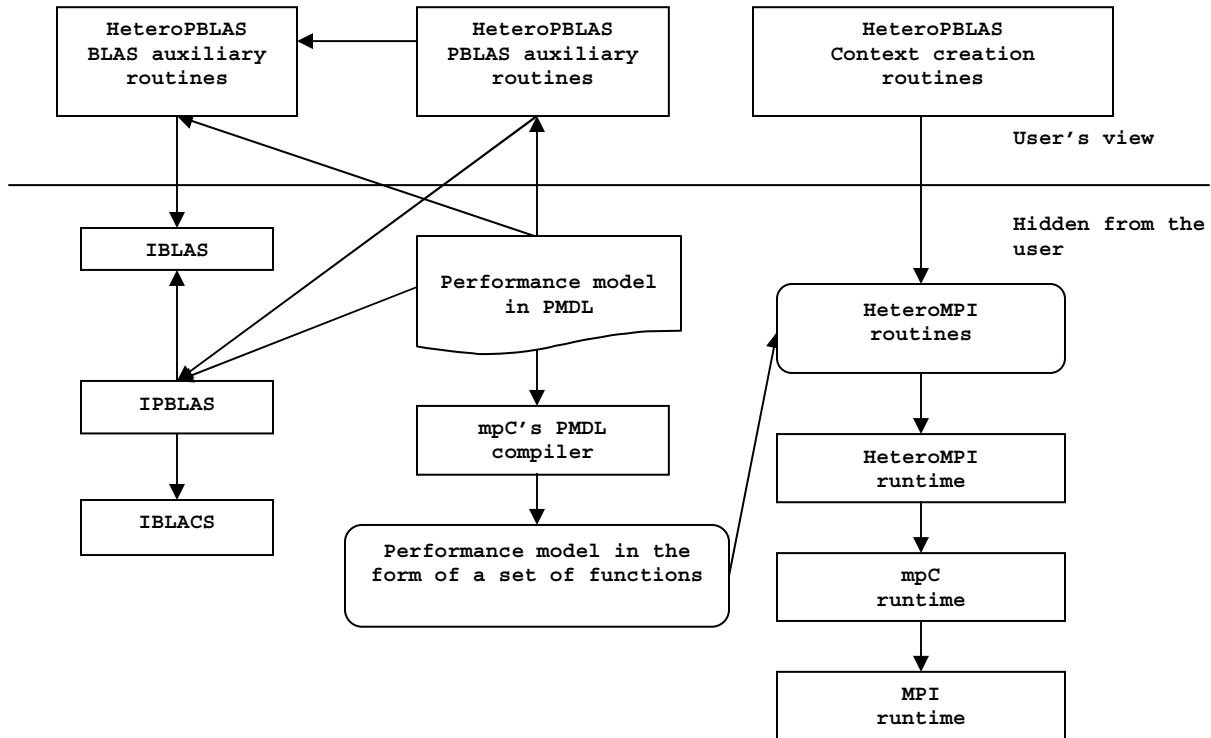 HeteroPBLAS
BLAS auxiliary
routines
HeteroPBLAS
PBLAS auxiliary
routines
HeteroPBLAS
Context creation
routines
User's view
Hidden from the
user
IBLAS
Performance model
in PMDL
HeteroMPI
routines
IPBLAS
mpC's PMDL
compiler
HeteroMPI
runtime
IBLACS
Performance model in the
form of a set of functions
mpC
runtime
MPI
runtime